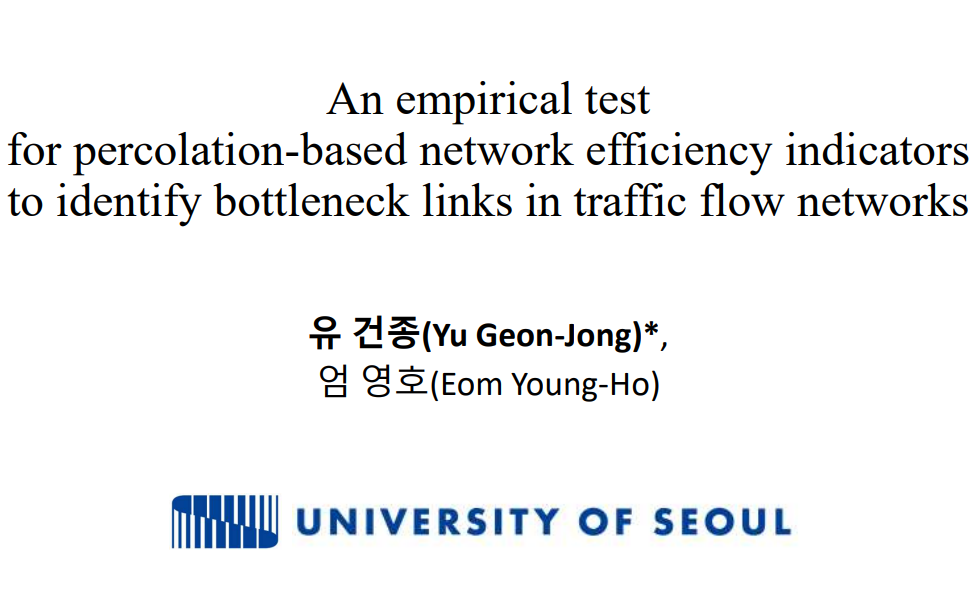 An empirical test
for percolation-based network efficiency indicators
to identify bottleneck links in traffic flow networks
유 건종(Yu Geon-Jong)*,
엄 영호(Eom Young-Ho)
UNIVERSITY OF SEOUL